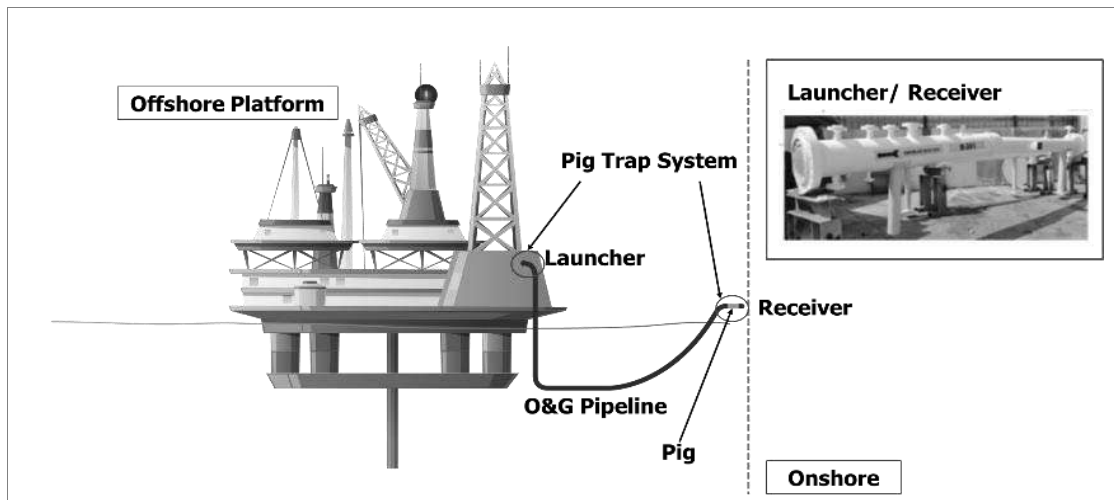 Offshore Platform
Launcher/ Receiver
Pig Trap System
Launcher
Receiver
O&G Pipeline
Pig
Onshore